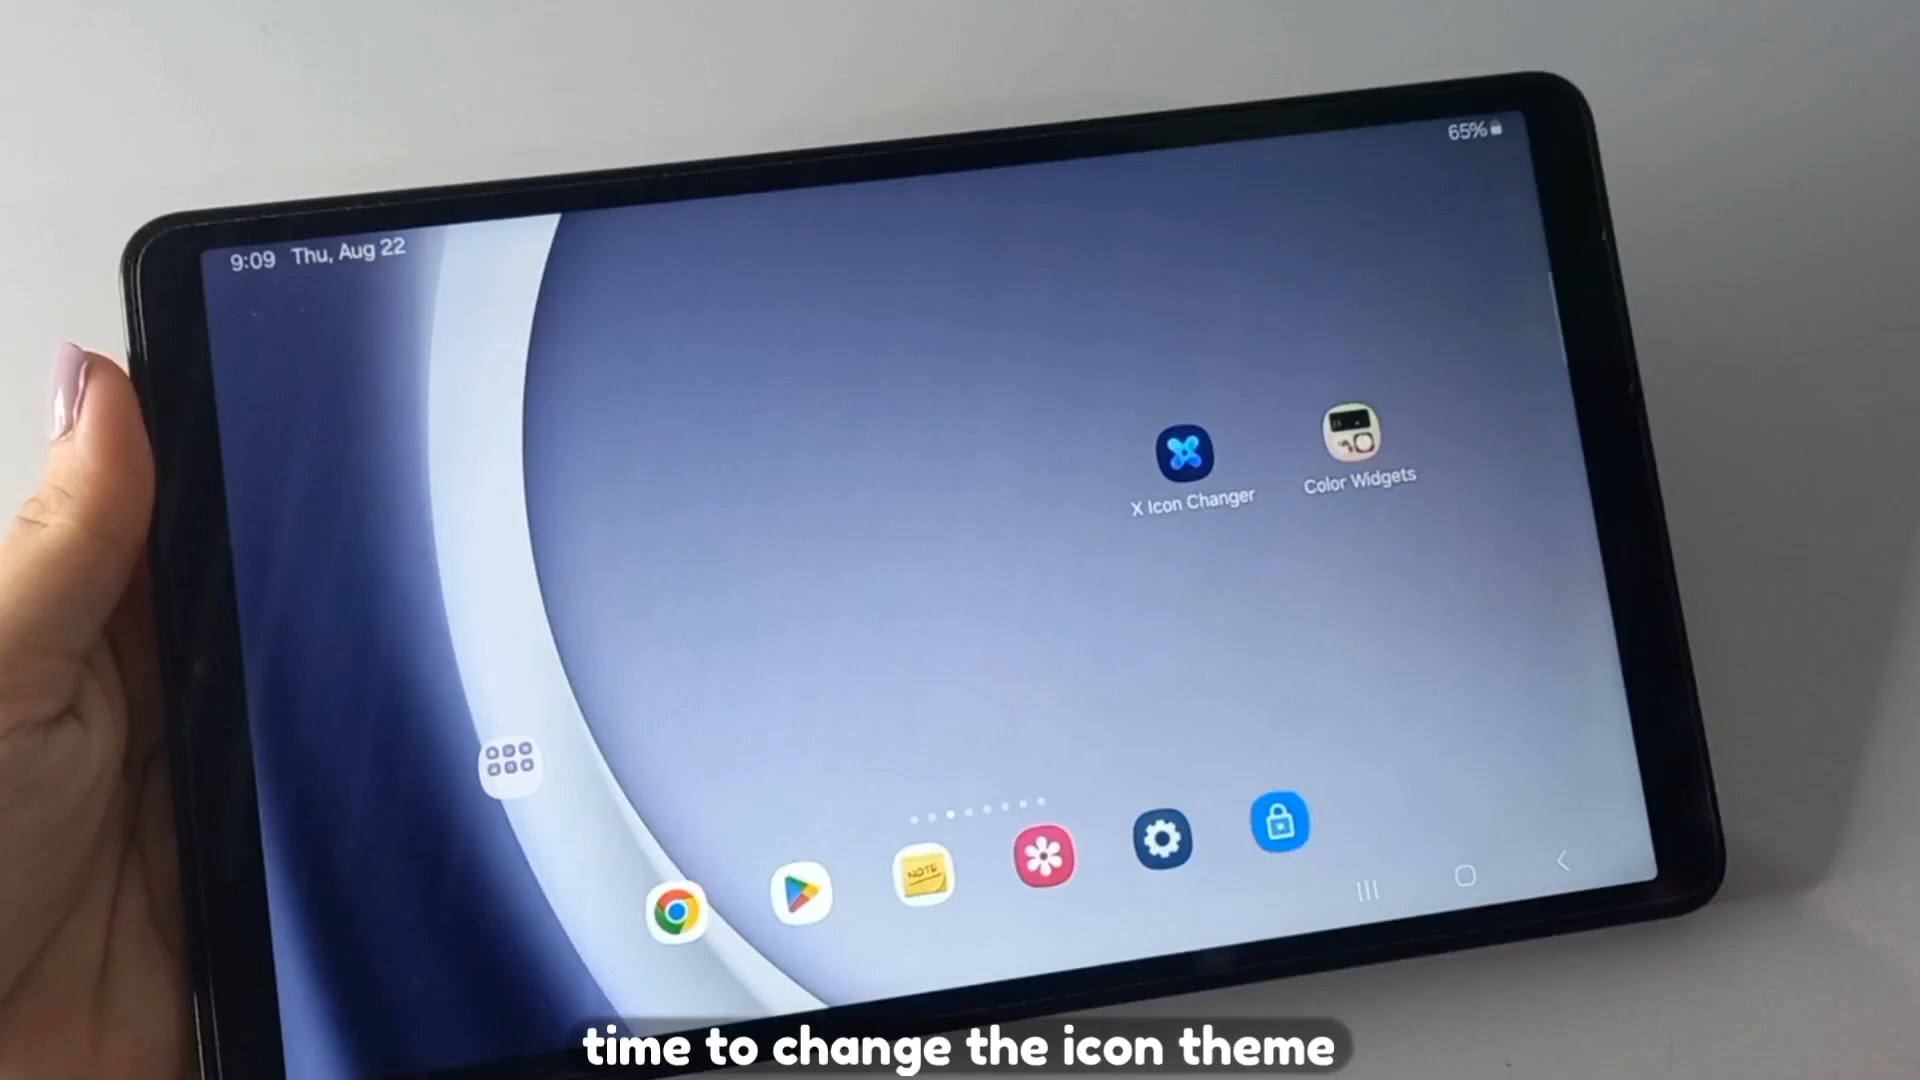 65%
9:09 Thu, Aug 22
X Icon Changer
Color Widgets
NOTE
time to change the icon theme